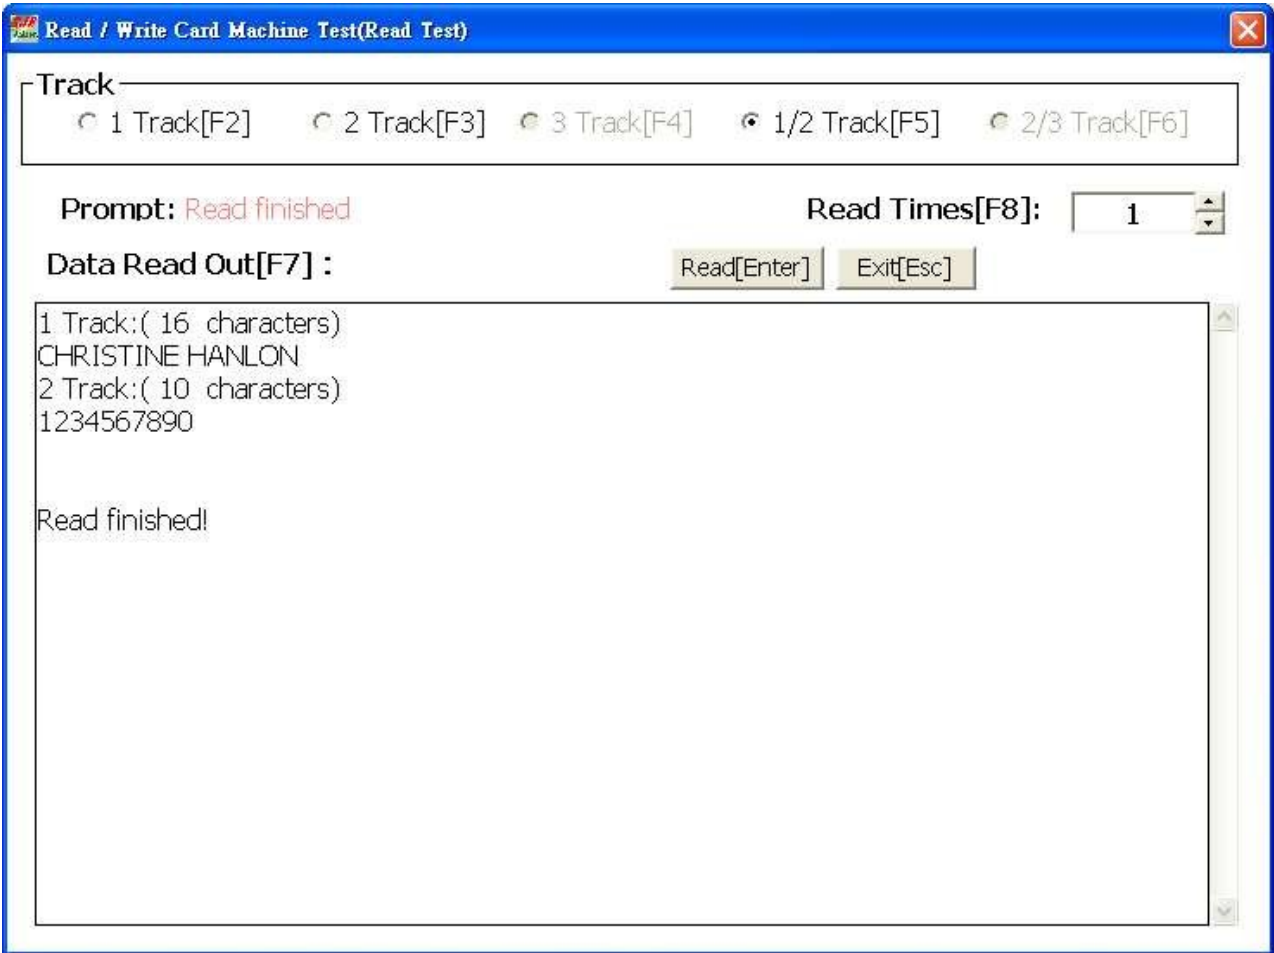 Read / Write Card Machine Test(Read Test)
Track
1 Track[F2] 2 Track[F3] 3 Track[F4] 1/2 Track[F5] 2/3 Track[F6]
Prompt: Read finished Read Times[F8]: 1
Data Read Out[F7] : Read[Enter] Exit[Esc]
1 Track:( 16 characters)
CHRISTINE HANLON
2 Track:( 10 characters)
1234567890
Read finished!